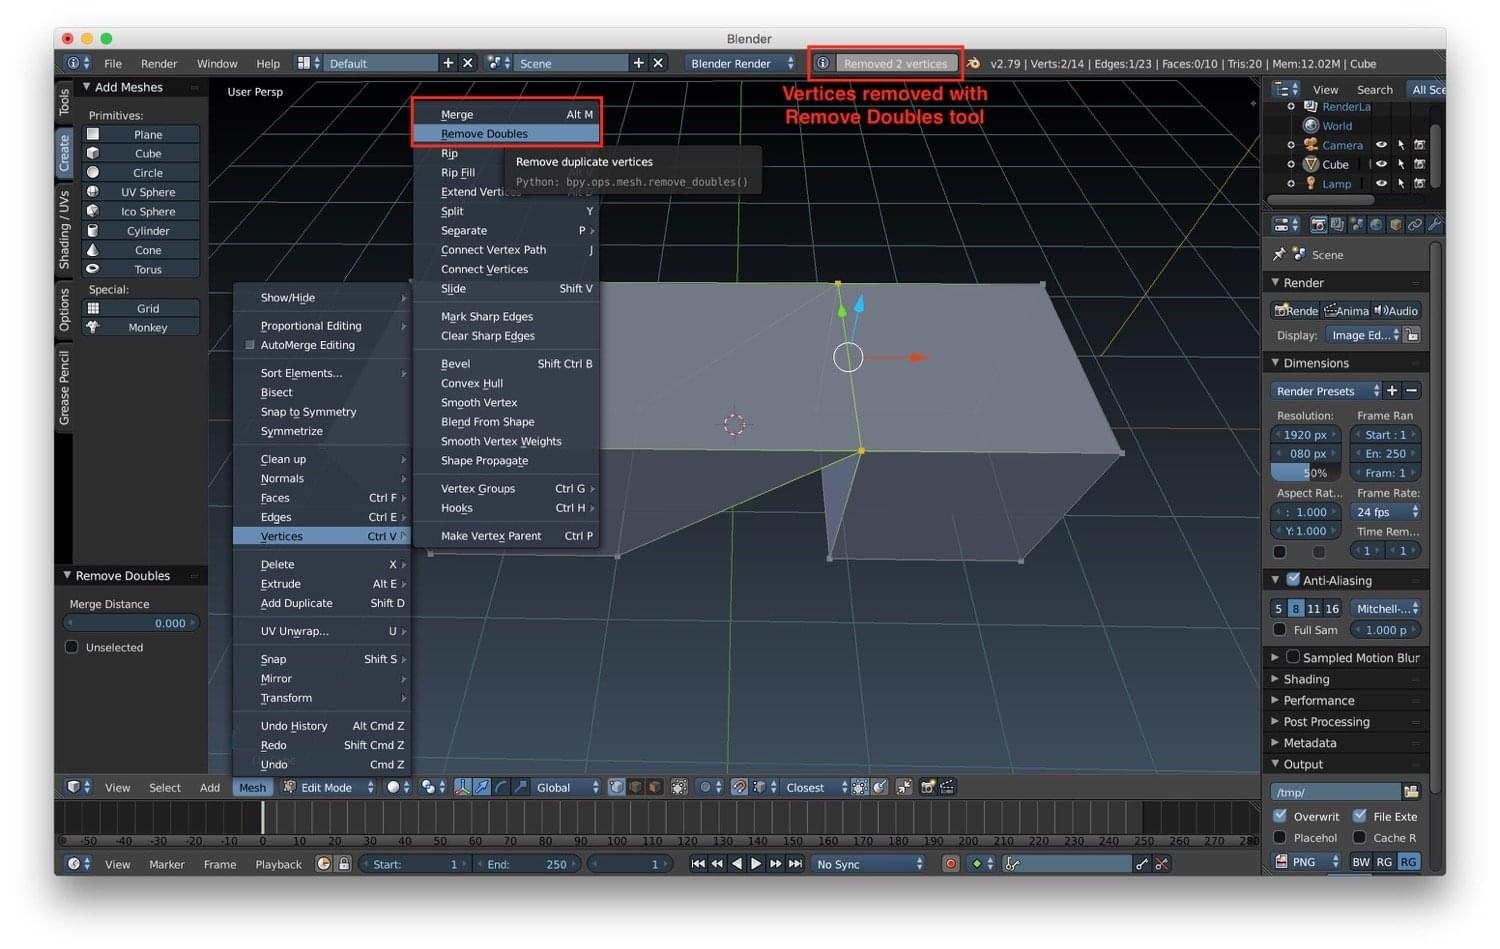 Blender
File Render Window Help Default Scene Blender Render Removed 2 vertices v2.79 | Verts:2/14 | Edges:1/23 | Faces:0/10 | Tris:20 | Mem:12.02M | Cube
Vertices removed with
Remove Doubles tool
Tools
Create
Shading / UVs
Options
Grease Pencil
Add Meshes
Primitives:
Plane
Cube
Circle
UV Sphere
Ico Sphere
Cylinder
Cone
Torus
Special:
Grid
Monkey
Remove Doubles
Merge Distance
0.000
Unselected
User Persp
Merge Alt M
Remove Doubles
Rip
Rip Fill
Extend Vertic
Split Y
Separate P
Connect Vertex Path J
Connect Vertices
Slide Shift V
Mark Sharp Edges
Clear Sharp Edges
Bevel Shift Ctrl B
Convex Hull
Smooth Vertex
Blend From Shape
Smooth Vertex Weights
Shape Propagate
Vertex Groups Ctrl G
Hooks Ctrl H
Make Vertex Parent Ctrl P
Remove duplicate vertices
Python: bpy.ops.mesh.remove_doubles()
Show/Hide
Proportional Editing
AutoMerge Editing
Sort Elements...
Bisect
Snap to Symmetry
Symmetrize
Clean up
Normals
Faces Ctrl F
Edges Ctrl E
Vertices Ctrl V
Delete X
Extrude Alt E
Add Duplicate Shift D
UV Unwrap... U
Snap Shift S
Mirror
Transform
Undo History Alt Cmd Z
Redo Shift Cmd Z
Undo Cmd Z
View Search All Sce
RenderLa
World
Camera
Cube
Lamp
Scene
Render
Rende Anima Audio
Display: Image Ed...
Dimensions
Render Presets
Resolution: Frame Ran
1920 px Start : 1
080 px En: 250
50% Fram: 1
Aspect Rat... Frame Rate:
: 1.000 24 fps
Y: 1.000 Time Rem...
1 1
Anti-Aliasing
5 8 11 16 Mitchell-...
Full Sam 1.000 p
Sampled Motion Blur
Shading
Performance
Post Processing
Metadata
Output
/tmp/
Overwrit File Exte
Placehol Cache R
PNG BW RG RG
View Select Add Mesh Edit Mode Global Closest
-50 -40 -30 -20 -10 0 10 20 30 40 50 60 70 80 90 100 110 120 130 140 150 160 170 180 190 200 210 220 230 240 250 260 270 280
View Marker Frame Playback Start: 1 End: 250 1 No Sync